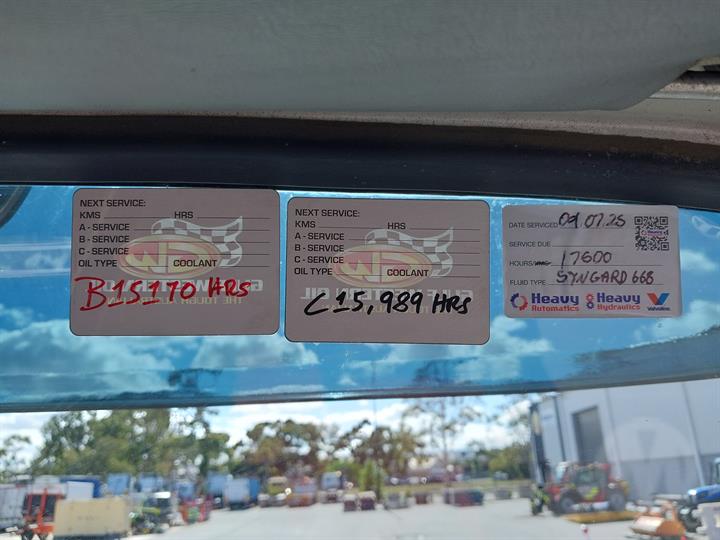 NEXT SERVICE:
KMS HRS
A - SERVICE
B - SERVICE
C - SERVICE
OIL TYPE COOLANT
B15170 HRS
NEXT SERVICE:
KMS HRS
A - SERVICE
B - SERVICE
C - SERVICE
OIL TYPE COOLANT
C15,989 HRS
DATE SERVICED 09.07.25
SERVICE DUE
HOURS/KMS 17600
FLUID TYPE SYNGARD 668
Heavy Automatics
Heavy Hydraulics
Valvoline